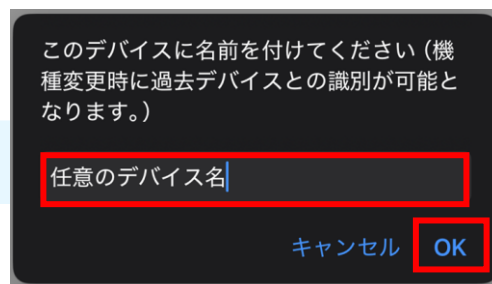 このデバイスに名前を付けてください（機
種変更時に過去デバイスとの識別が可能と
なります。）
任意のデバイス名
キャンセル OK